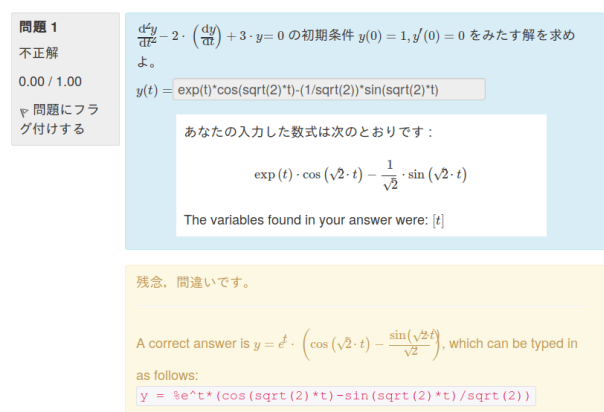 問題 1
不正解
0.00 / 1.00
問題にフラ
グ付けする
d²y/dt² − 2 · (dy/dt) + 3 · y = 0 の初期条件 y(0) = 1, y′(0) = 0 をみたす解を求め
よ。
y(t) = exp(t)*cos(sqrt(2)*t)-(1/sqrt(2))*sin(sqrt(2)*t)
あなたの入力した数式は次のとおりです :
exp (t) · cos (√2 · t) − 1/√2 · sin (√2 · t)
The variables found in your answer were: [t]
残念，間違いです。
A correct answer is y = e^t · (cos (√2 · t) − sin(√2·t)/√2), which can be typed in
as follows:
y = %e^t*(cos(sqrt(2)*t)-sin(sqrt(2)*t)/sqrt(2))